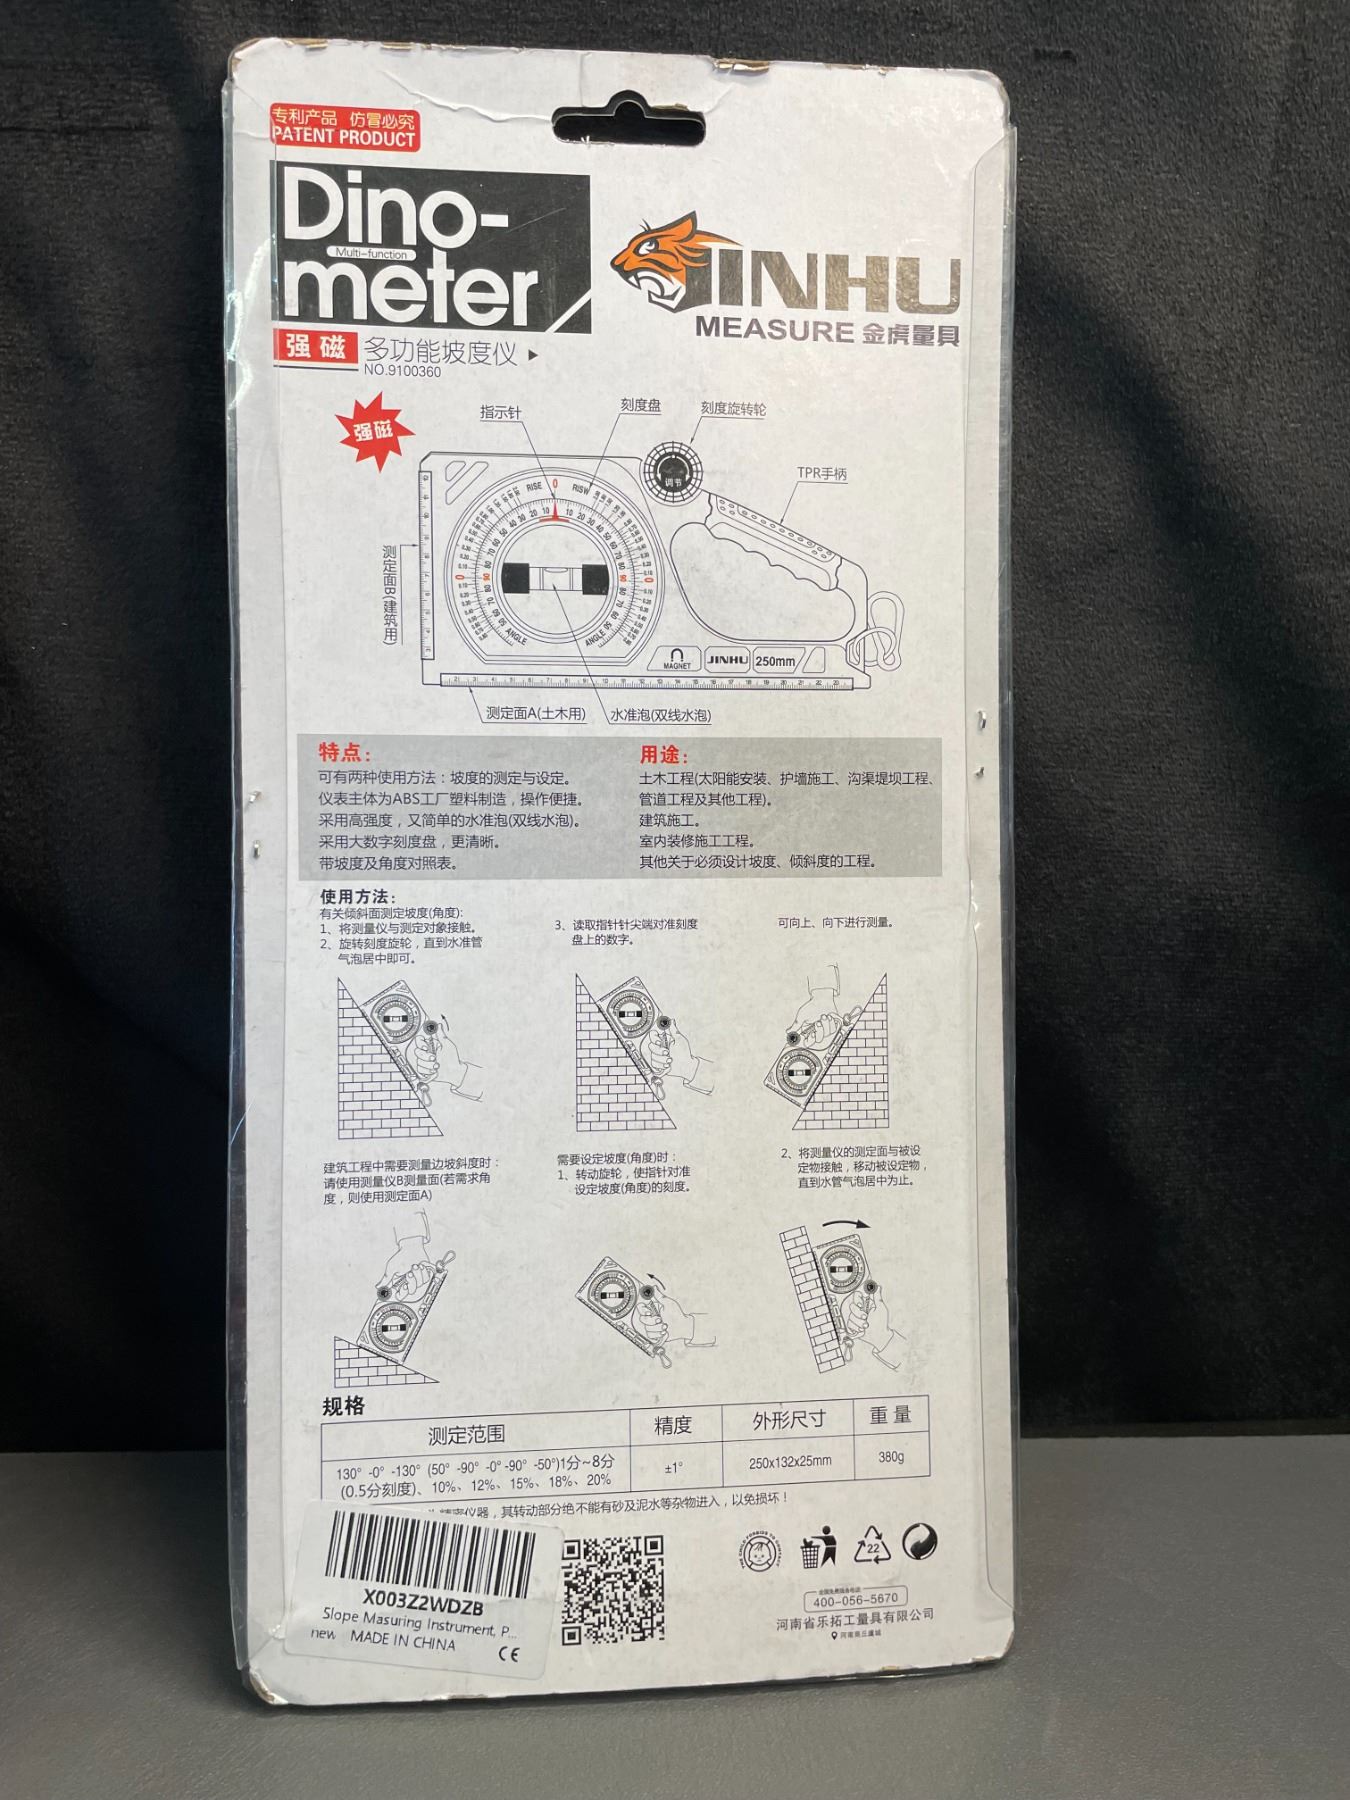 专利产品 仿冒必究
PATENT PRODUCT
Dino-
Multi-function
meter
JINHU
MEASURE 金虎量具
强磁 多功能坡度仪
NO.9100360
强磁
指示针
刻度盘
刻度旋转轮
调节
TPR手柄
测定面B(建筑用)
RISE 0 RISW
ANGLE ANGLE
MAGNET JINHU 250mm
测定面A(土木用)
水准泡(双线水泡)
特点:
可有两种使用方法:坡度的测定与设定。
仪表主体为ABS工厂塑料制造,操作便捷。
采用高强度,又简单的水准泡(双线水泡)。
采用大数字刻度盘,更清晰。
带坡度及角度对照表。
用途:
土木工程(太阳能安装、护墙施工、沟渠堤坝工程、
管道工程及其他工程)。
建筑施工。
室内装修施工工程。
其他关于必须设计坡度、倾斜度的工程。
使用方法:
有关倾斜面测定坡度(角度):
1、将测量仪与测定对象接触。
2、旋转刻度旋轮,直到水准管
气泡居中即可。
3、读取指针针尖端对准刻度
盘上的数字。
可向上、向下进行测量。
建筑工程中需要测量边坡斜度时:
请使用测量仪B测量面(若需求角
度,则使用测定面A)
需要设定坡度(角度)时:
1、转动旋轮,使指针对准
设定坡度(角度)的刻度。
2、将测量仪的测定面与被设
定物接触,移动被设定物,
直到水管气泡居中为止。
规格
测定范围 精度 外形尺寸 重量
130° -0° -130° (50° -90° -0° -90° -50°)1分~8分
(0.5分刻度)、10%、12%、15%、18%、20%
±1° 250x132x25mm 380g
精密仪器,其转动部分绝不能有砂及泥水等杂物进入,以免损坏!
X003Z2WDZB
Slope Masuring Instrument, P...
new MADE IN CHINA
CE
22
400-056-5670
河南省乐拓工量具有限公司